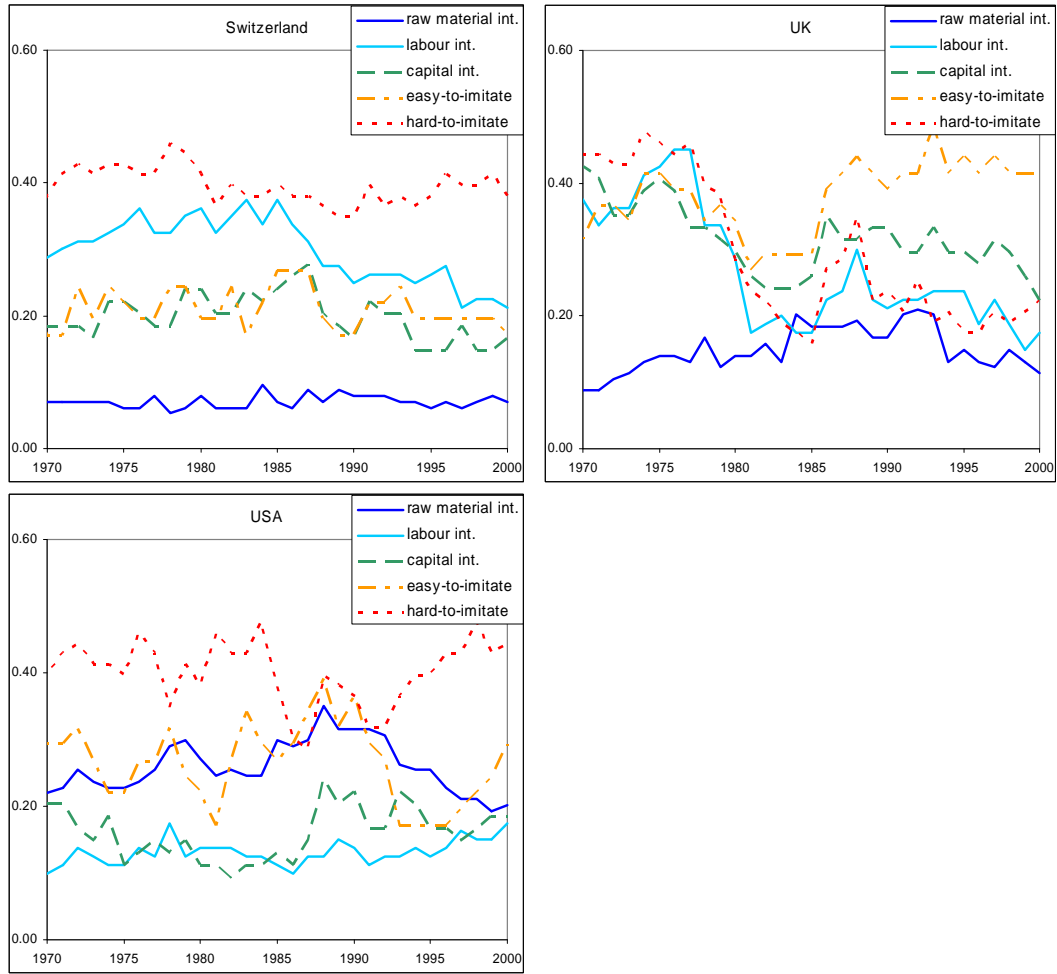 Switzerland
raw material int.
labour int.
capital int.
easy-to-imitate
hard-to-imitate
0.60
0.40
0.20
0.00
1970 1975 1980 1985 1990 1995 2000
UK
raw material int.
labour int.
capital int.
easy-to-imitate
hard-to-imitate
0.60
0.40
0.20
0.00
1970 1975 1980 1985 1990 1995 2000
USA
raw material int.
labour int.
capital int.
easy-to-imitate
hard-to-imitate
0.60
0.40
0.20
0.00
1970 1975 1980 1985 1990 1995 2000